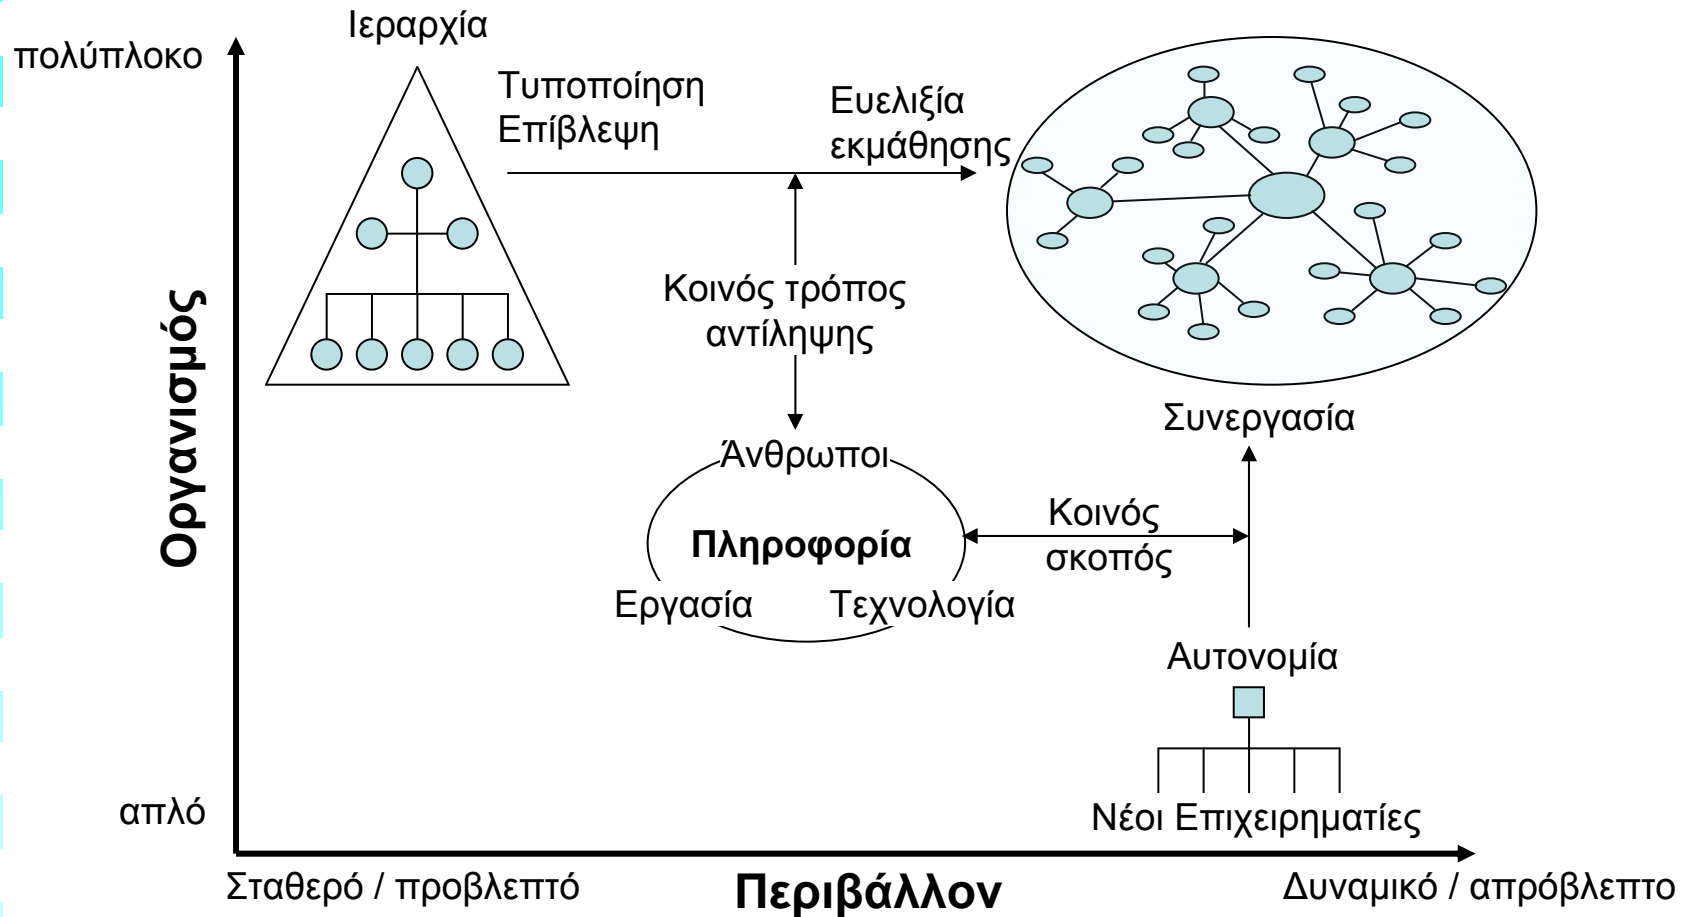 Ιεραρχία
πολύπλοκο
Τυποποίηση
Επίβλεψη
Ευελιξία
εκμάθησης
Κοινός τρόπος
αντίληψης
Οργανισμός
Συνεργασία
Άνθρωποι
Πληροφορία
Εργασία
Τεχνολογία
Κοινός
σκοπός
Αυτονομία
απλό
Νέοι Επιχειρηματίες
Σταθερό / προβλεπτό
Περιβάλλον
Δυναμικό / απρόβλεπτο